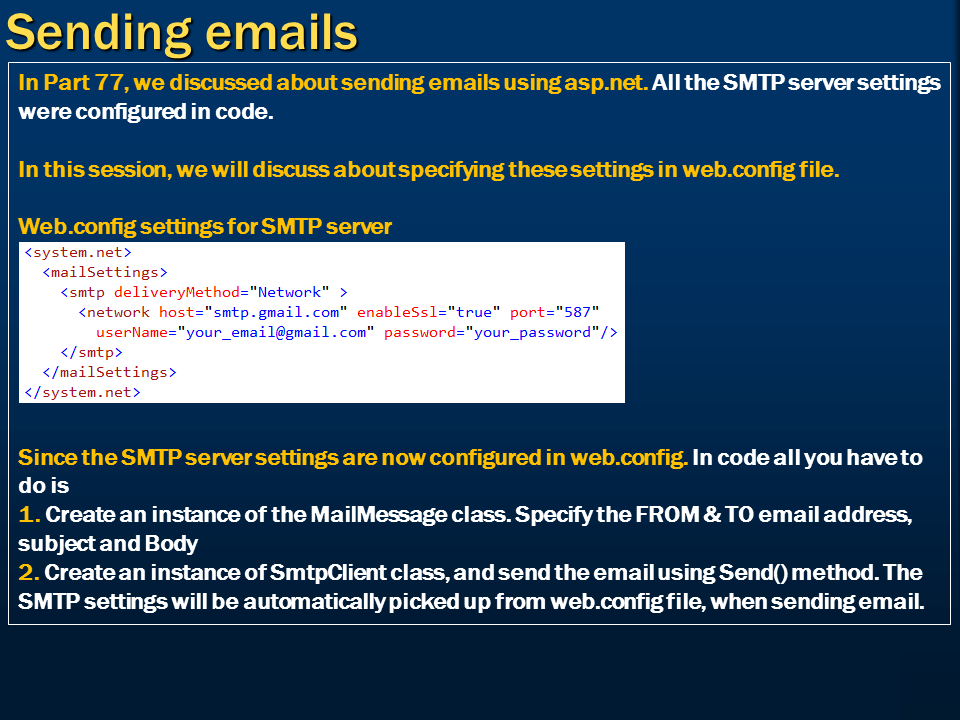 Sending emails
In Part 77, we discussed about sending emails using asp.net. All the SMTP server settings
were configured in code.
In this session, we will discuss about specifying these settings in web.config file.
Web.config settings for SMTP server
<system.net>
  <mailSettings>
    <smtp deliveryMethod="Network" >
      <network host="smtp.gmail.com" enableSsl="true" port="587"
        userName="your_email@gmail.com" password="your_password"/>
    </smtp>
  </mailSettings>
</system.net>
Since the SMTP server settings are now configured in web.config. In code all you have to
do is
1. Create an instance of the MailMessage class. Specify the FROM & TO email address,
subject and Body
2. Create an instance of SmtpClient class, and send the email using Send() method. The
SMTP settings will be automatically picked up from web.config file, when sending email.